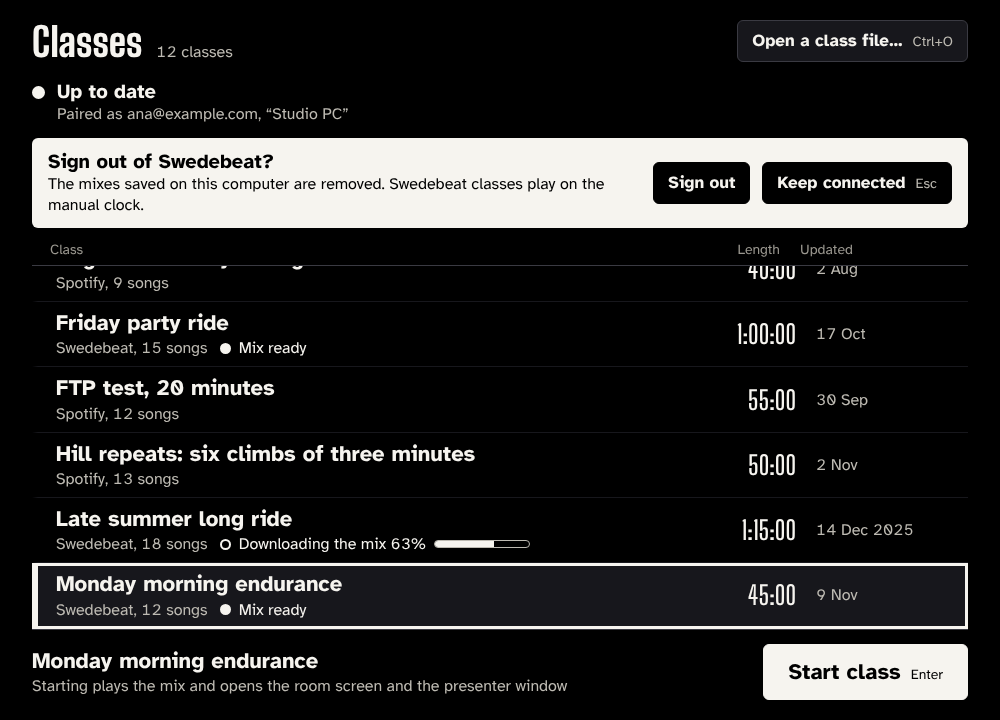 Classes 12 classes
Open a class file... Ctrl+O
Up to date
Paired as ana@example.com, “Studio PC”
Sign out of Swedebeat?
The mixes saved on this computer are removed. Swedebeat classes play on the
manual clock.
Sign out
Keep connected Esc
Class Length Updated
40:00 2 Aug
Spotify, 9 songs
Friday party ride
Swedebeat, 15 songs Mix ready
1:00:00 17 Oct
FTP test, 20 minutes
Spotify, 12 songs
55:00 30 Sep
Hill repeats: six climbs of three minutes
Spotify, 13 songs
50:00 2 Nov
Late summer long ride
Swedebeat, 18 songs Downloading the mix 63%
1:15:00 14 Dec 2025
Monday morning endurance
Swedebeat, 12 songs Mix ready
45:00 9 Nov
Monday morning endurance
Starting plays the mix and opens the room screen and the presenter window
Start class Enter